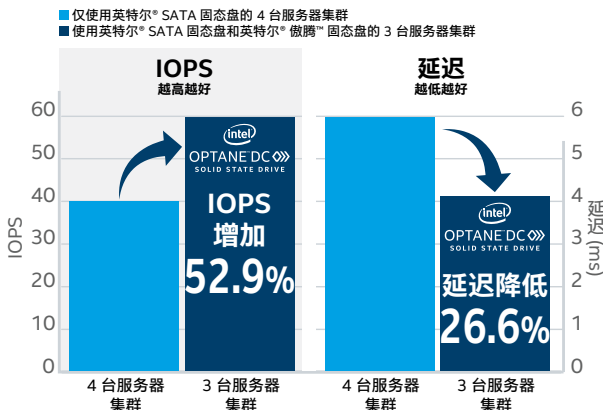 仅使用英特尔® SATA 固态盘的 4 台服务器集群
使用英特尔® SATA 固态盘和英特尔® 傲腾™ 固态盘的 3 台服务器集群
IOPS
越高越好
延迟
越低越好
60
50
40
30
20
10
0
IOPS
intel
OPTANE DC
SOLID STATE DRIVE
IOPS
增加
52.9%
intel
OPTANE DC
SOLID STATE DRIVE
延迟降低
26.6%
6
5
4
3
2
1
0
延迟 (ms)
4 台服务器
集群
3 台服务器
集群
4 台服务器
集群
3 台服务器
集群